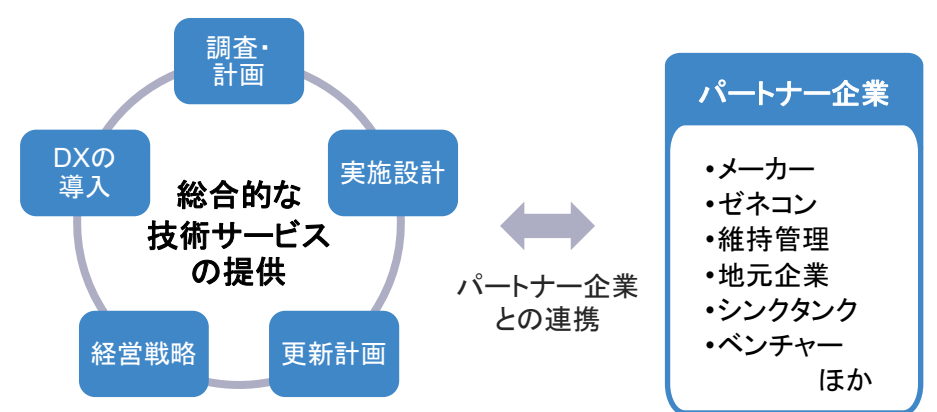 調査・
計画
DXの
導入
実施設計
総合的な
技術サービス
の提供
経営戦略
更新計画
パートナー企業
との連携
パートナー企業
・メーカー
・ゼネコン
・維持管理
・地元企業
・シンクタンク
・ベンチャー
ほか